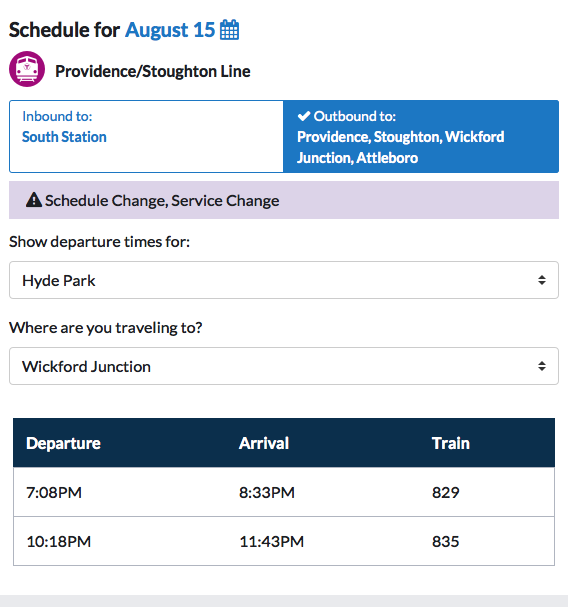 Schedule for August 15
Providence/Stoughton Line
Inbound to:
South Station
Outbound to:
Providence, Stoughton, Wickford
Junction, Attleboro
Schedule Change, Service Change
Show departure times for:
Hyde Park
Where are you traveling to?
Wickford Junction
Departure Arrival Train
7:08PM 8:33PM 829
10:18PM 11:43PM 835